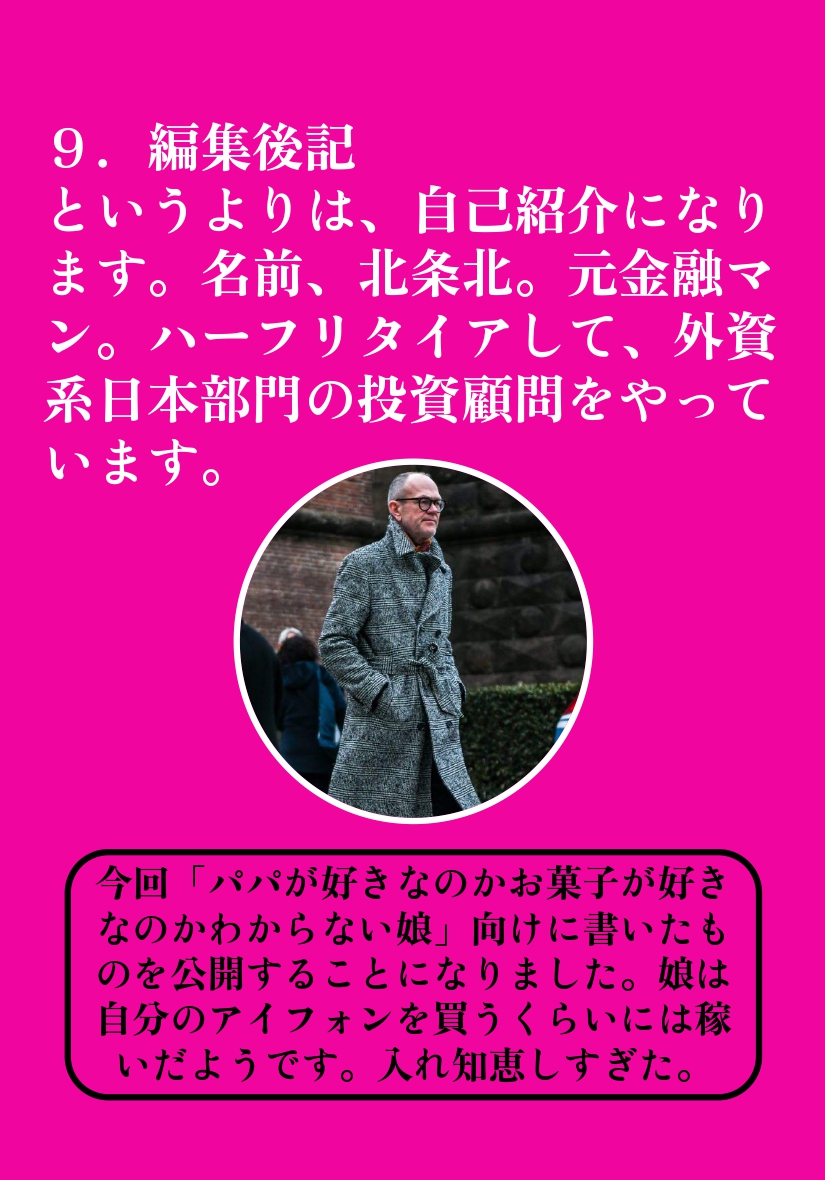 ９．編集後記
というよりは、自己紹介になり
ます。名前、北条北。元金融マ
ン。ハーフリタイアして、外資
系日本部門の投資顧問をやって
います。
今回「パパが好きなのかお菓子が好き
なのかわからない娘」向けに書いたも
のを公開することになりました。娘は
自分のアイフォンを買うくらいには稼
いだようです。入れ知恵しすぎた。